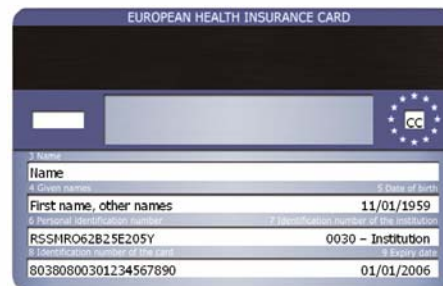 EUROPEAN HEALTH INSURANCE CARD
CC
3 Name
Name
4 Given names 5 Date of birth
First name, other names 11/01/1959
6 Personal identification number 7 Identification number of the institution
RSSMRO62B25E205Y 0030 – Institution
8 Identification number of the card 9 Expiry date
80380800301234567890 01/01/2006